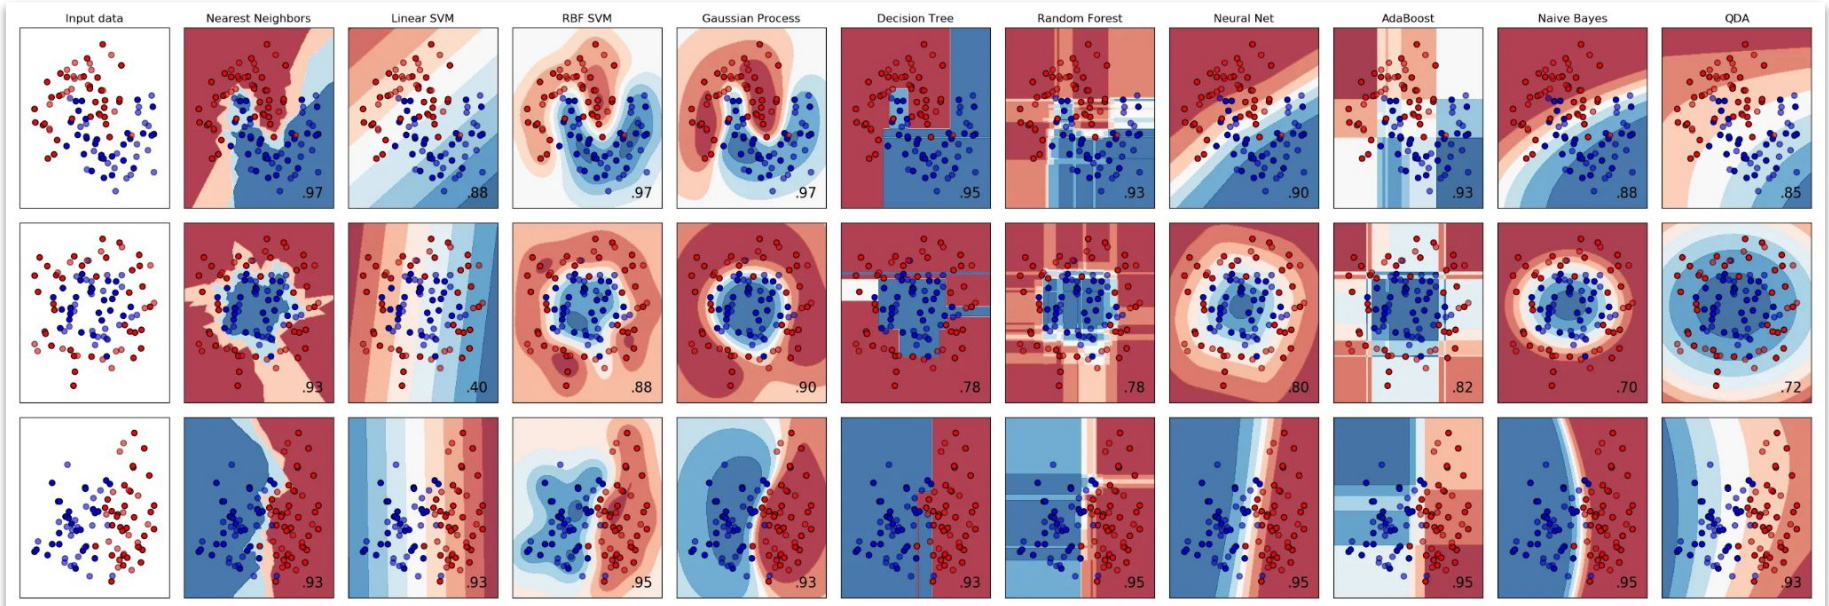 Input data Nearest Neighbors Linear SVM RBF SVM Gaussian Process Decision Tree Random Forest Neural Net AdaBoost Naive Bayes QDA
.97 .88 .97 .97 .95 .93 .90 .93 .88 .85
.93 .40 .88 .90 .78 .78 .80 .82 .70 .72
.93 .93 .95 .93 .93 .95 .95 .95 .95 .93